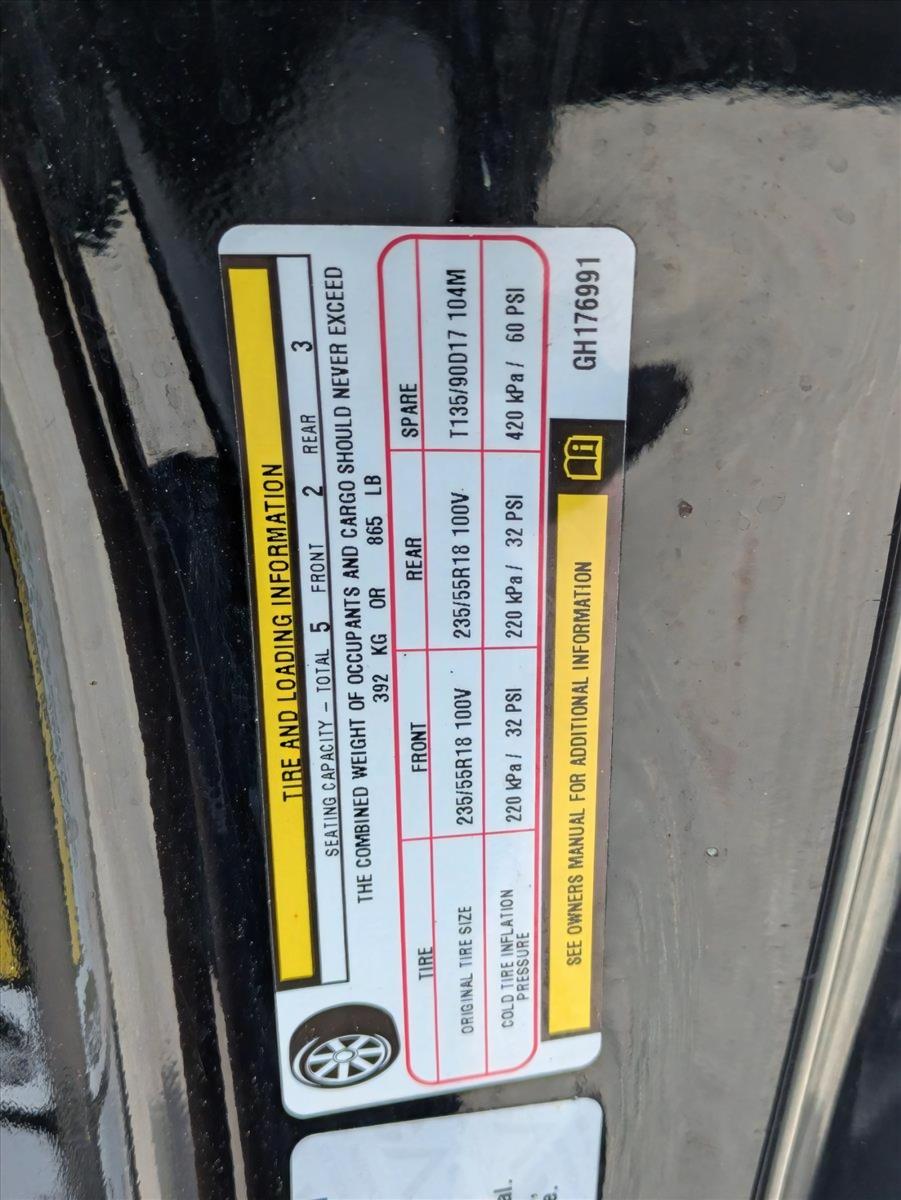 TIRE AND LOADING INFORMATION
SEATING CAPACITY – TOTAL 5 FRONT 2 REAR 3
THE COMBINED WEIGHT OF OCCUPANTS AND CARGO SHOULD NEVER EXCEED
392 KG OR 865 LB
TIRE FRONT REAR SPARE
ORIGINAL TIRE SIZE 235/55R18 100V 235/55R18 100V T135/90D17 104M
COLD TIRE INFLATION
PRESSURE 220 kPa / 32 PSI 220 kPa / 32 PSI 420 kPa / 60 PSI
SEE OWNERS MANUAL FOR ADDITIONAL INFORMATION
GH176991
al.
e.